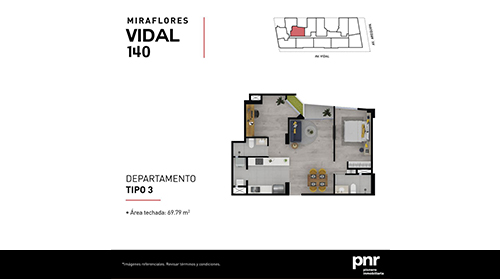 MIRAFLORES
VIDAL
140
AV. VIDAL
DEPARTAMENTO
TIPO 3
• Área techada: 69.79 m²
*Imágenes referenciales. Revisar términos y condiciones.
pnr
pionero
inmobiliaria